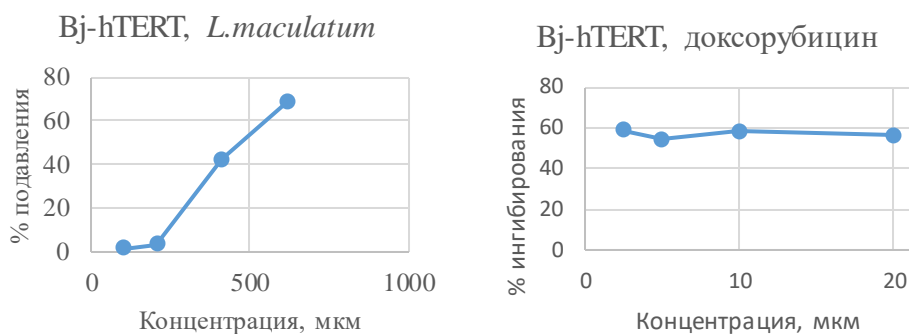 Bj-hTERT, L.maculatum
% подавления
80
60
40
20
0
0 500 1000
Концентрация, мкм
Bj-hTERT, доксорубицин
% ингибирования
80
60
40
20
0
0 10 20
Концентрация, мкм